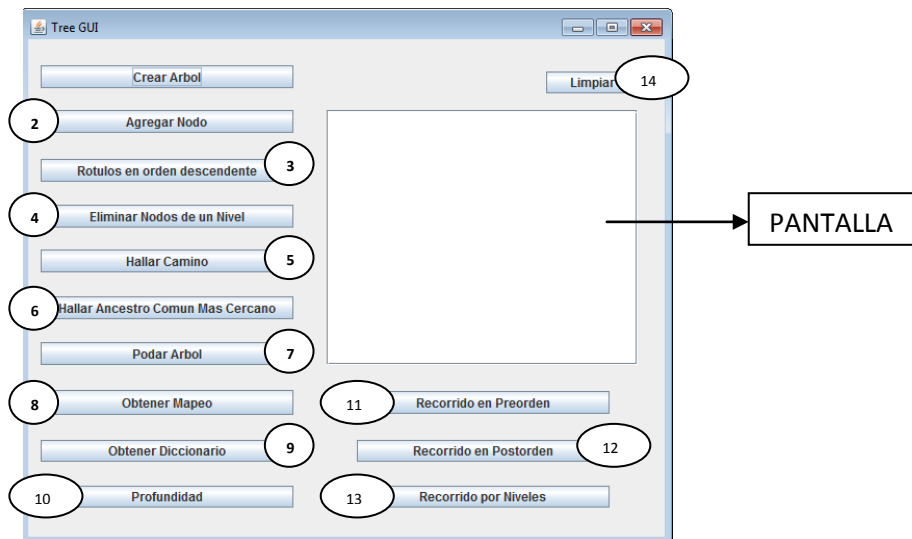 Tree GUI
Crear Arbol
Limpiar 14
2 Agregar Nodo
Rotulos en orden descendente 3
4 Eliminar Nodos de un Nivel
PANTALLA
Hallar Camino 5
6 Hallar Ancestro Comun Mas Cercano
Podar Arbol 7
8 Obtener Mapeo
11 Recorrido en Preorden
Obtener Diccionario 9
Recorrido en Postorden 12
10 Profundidad
13 Recorrido por Niveles